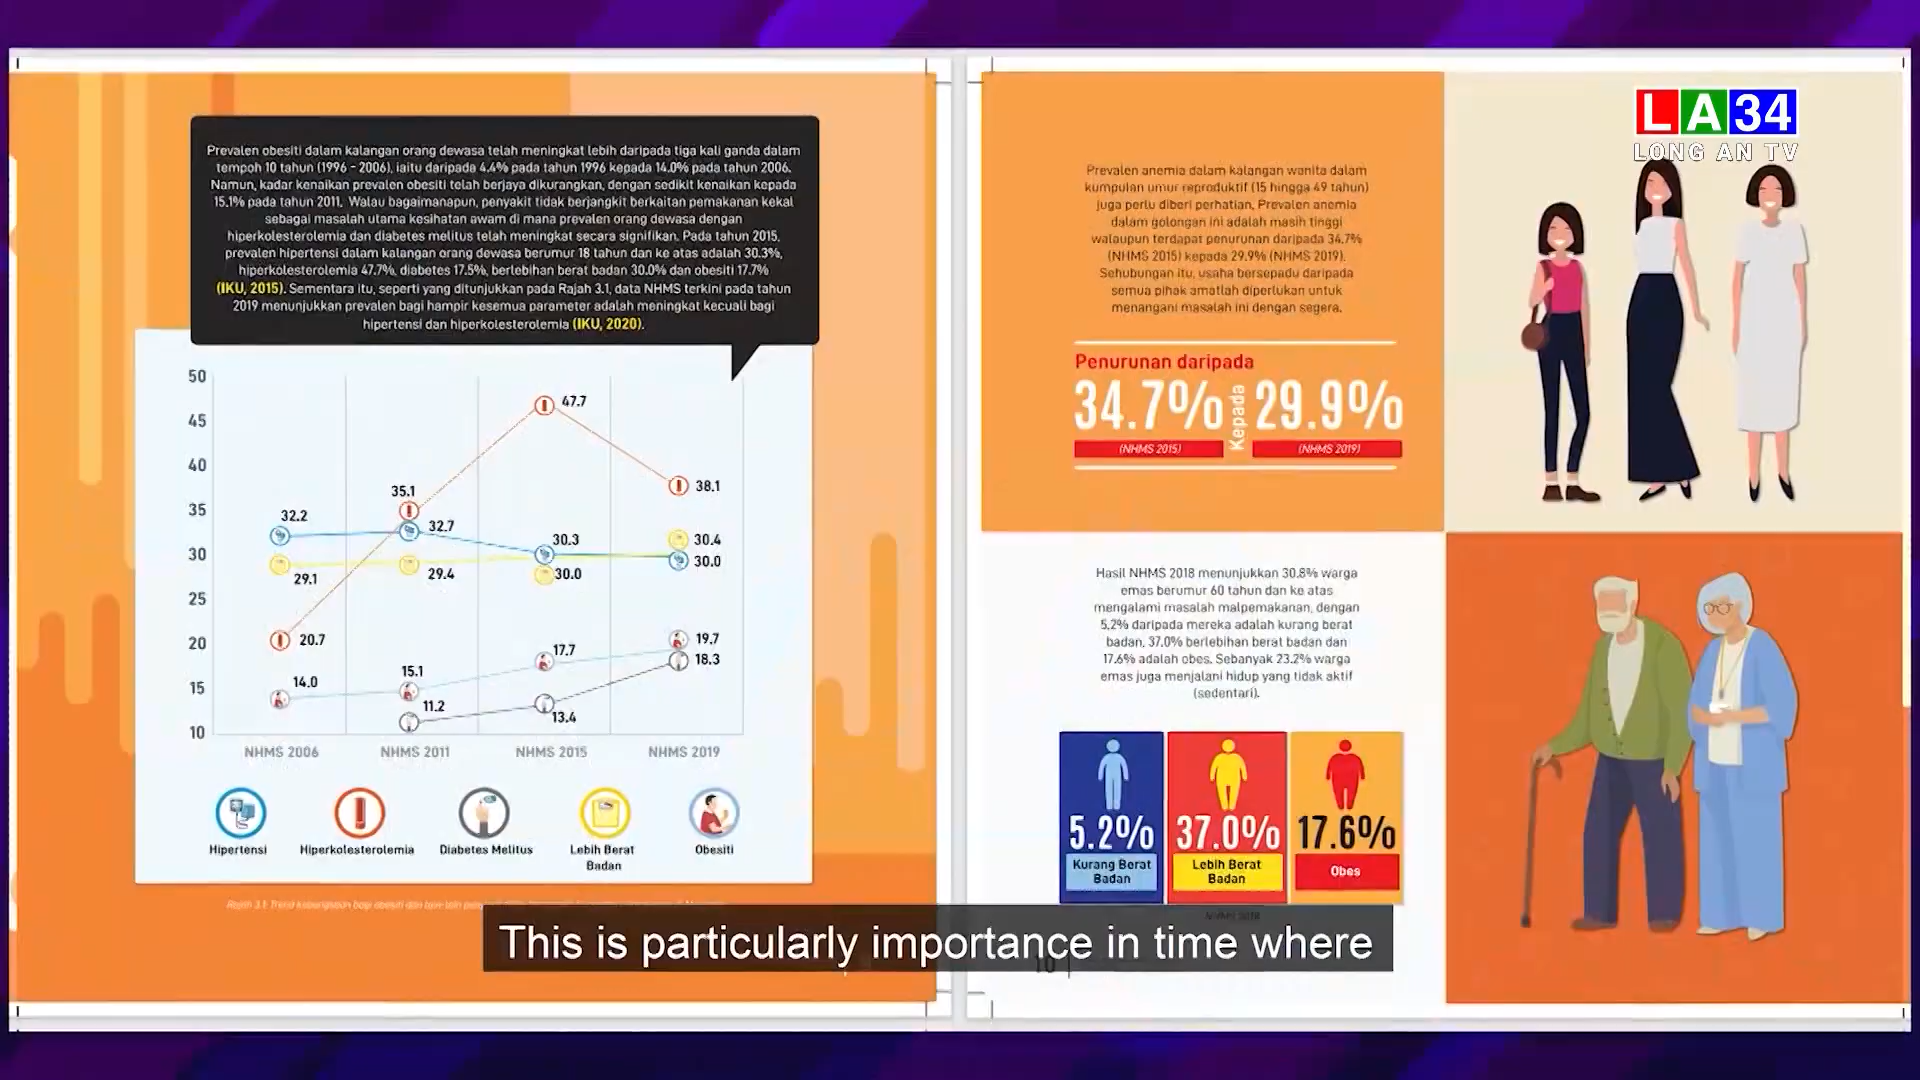 Prevalen obesiti dalam kalangan orang dewasa telah meningkat lebih daripada tiga kali ganda dalam
tempoh 10 tahun (1996 - 2006), iaitu daripada 4.4% pada tahun 1996 kepada 14.0% pada tahun 2006.
Namun, kadar kenaikan prevalen obesiti telah berjaya dikurangkan, dengan sedikit kenaikan kepada
15.1% pada tahun 2011. Walau bagaimanapun, penyakit tidak berjangkit berkaitan pemakanan kekal
sebagai masalah utama kesihatan awam di mana prevalen orang dewasa dengan
hiperkolesterolemia dan diabetes melitus telah meningkat secara signifikan. Pada tahun 2015,
prevalen hipertensi dalam kalangan orang dewasa berumur 18 tahun dan ke atas adalah 30.3%,
hiperkolesterolemia 47.7%, diabetes 17.5%, berlebihan berat badan 30.0% dan obesiti 17.7%
(IKU, 2015). Sementara itu, seperti yang ditunjukkan pada Rajah 3.1, data NHMS terkini pada tahun
2019 menunjukkan prevalen bagi hampir kesemua parameter adalah meningkat kecuali bagi
hipertensi dan hiperkolesterolemia (IKU, 2020).
50
45
40
35
30
25
20
15
10
32.2
29.1
20.7
14.0
35.1
32.7
29.4
15.1
11.2
47.7
30.3
30.0
17.7
13.4
38.1
30.4
30.0
19.7
18.3
NHMS 2006
NHMS 2011
NHMS 2015
NHMS 2019
Hipertensi
Hiperkolesterolemia
Diabetes Melitus
Lebih Berat
Badan
Obesiti
Prevalen anemia dalam kalangan wanita dalam
kumpulan umur reproduktif (15 hingga 49 tahun)
juga perlu diberi perhatian. Prevalen anemia
dalam golongan ini adalah masih tinggi
walaupun terdapat penurunan daripada 34.7%
(NHMS 2015) kepada 29.9% (NHMS 2019).
Sehubungan itu, usaha bersepadu daripada
semua pihak amatlah diperlukan untuk
menangani masalah ini dengan segera.
Penurunan daripada
34.7%
Kepada
29.9%
(NHMS 2015)
(NHMS 2019)
Hasil NHMS 2018 menunjukkan 30.8% warga
emas berumur 60 tahun dan ke atas
mengalami masalah malpemakanan, dengan
5.2% daripada mereka adalah kurang berat
badan, 37.0% berlebihan berat badan dan
17.6% adalah obes. Sebanyak 23.2% warga
emas juga menjalani hidup yang tidak aktif
(sedentari).
5.2%
Kurang Berat
Badan
37.0%
Lebih Berat
Badan
17.6%
Obes
LA34
LONG AN TV
This is particularly importance in time where